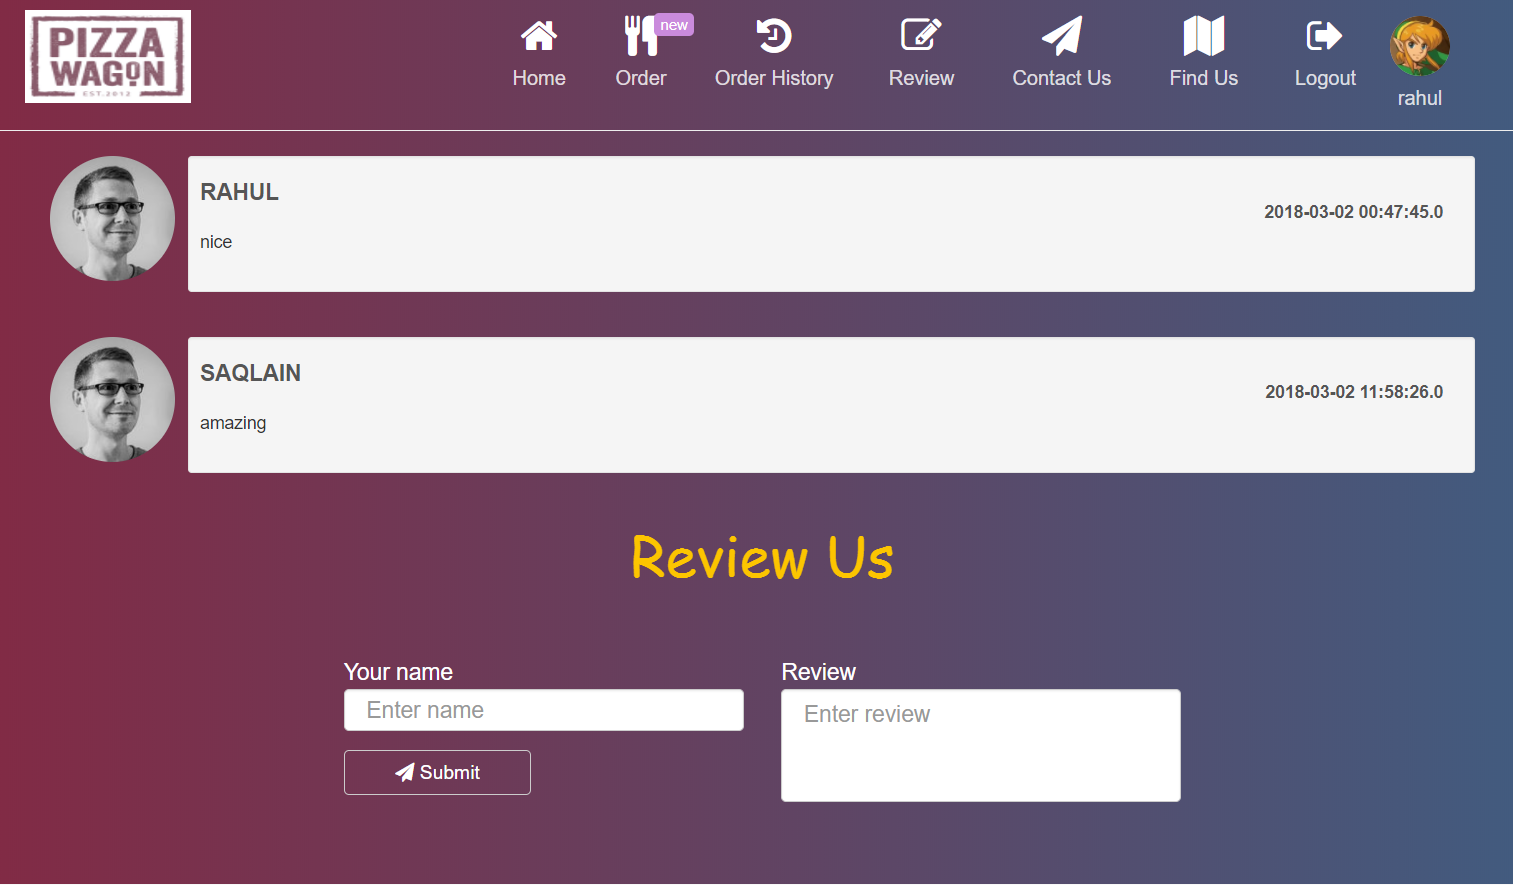 PIZZA
WAGON
EST. 2012
new
Home
Order
Order History
Review
Contact Us
Find Us
Logout
rahul
RAHUL
2018-03-02 00:47:45.0
nice
SAQLAIN
2018-03-02 11:58:26.0
amazing
Review Us
Your name
Review
Enter name
Enter review
Submit